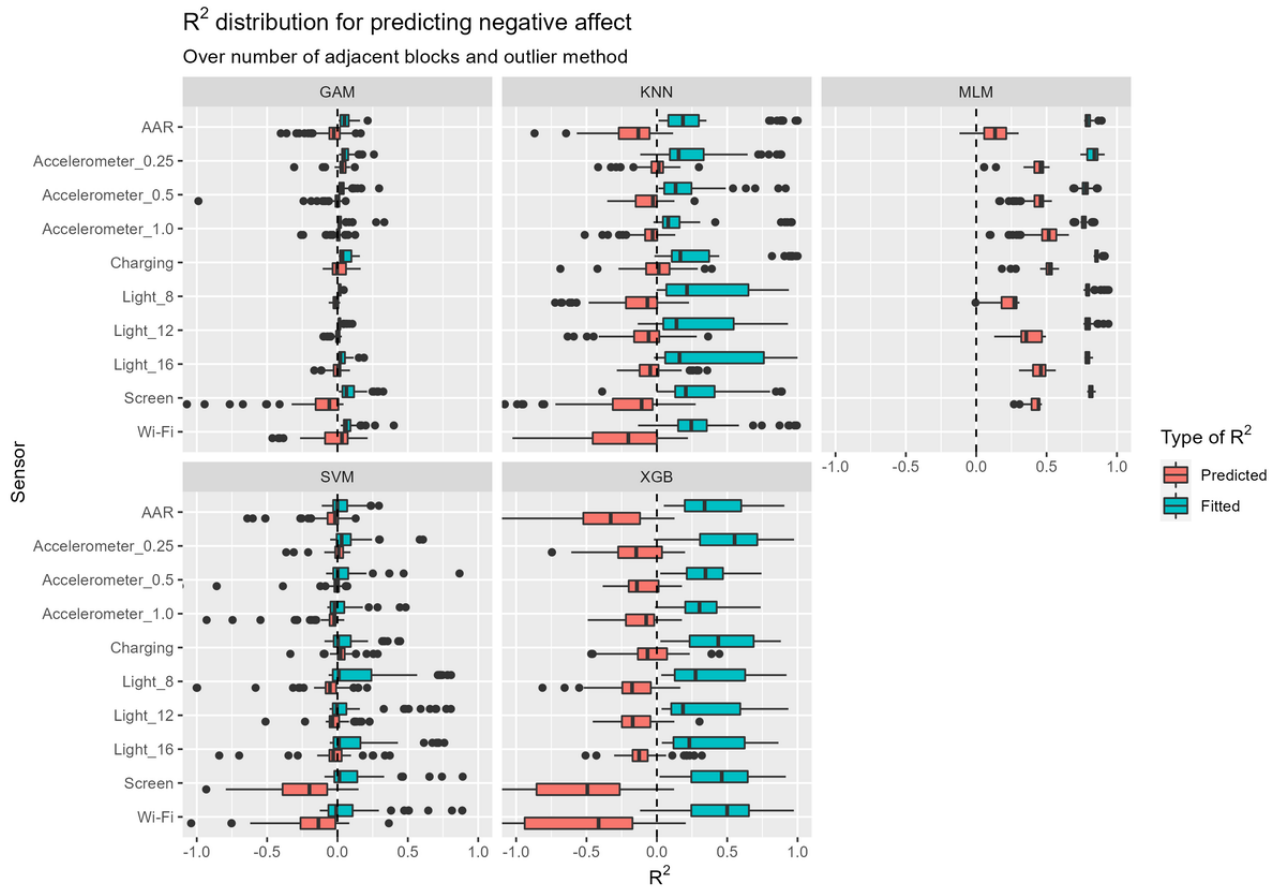 R² distribution for predicting negative affect
Over number of adjacent blocks and outlier method
GAM KNN MLM
AAR
Accelerometer_0.25
Accelerometer_0.5
Accelerometer_1.0
Charging
Light_8
Light_12
Light_16
Screen
Wi-Fi
-1.0 -0.5 0.0 0.5 1.0
Sensor
SVM XGB
AAR
Accelerometer_0.25
Accelerometer_0.5
Accelerometer_1.0
Charging
Light_8
Light_12
Light_16
Screen
Wi-Fi
-1.0 -0.5 0.0 0.5 1.0 -1.0 -0.5 0.0 0.5 1.0
R²
Type of R²
Predicted
Fitted